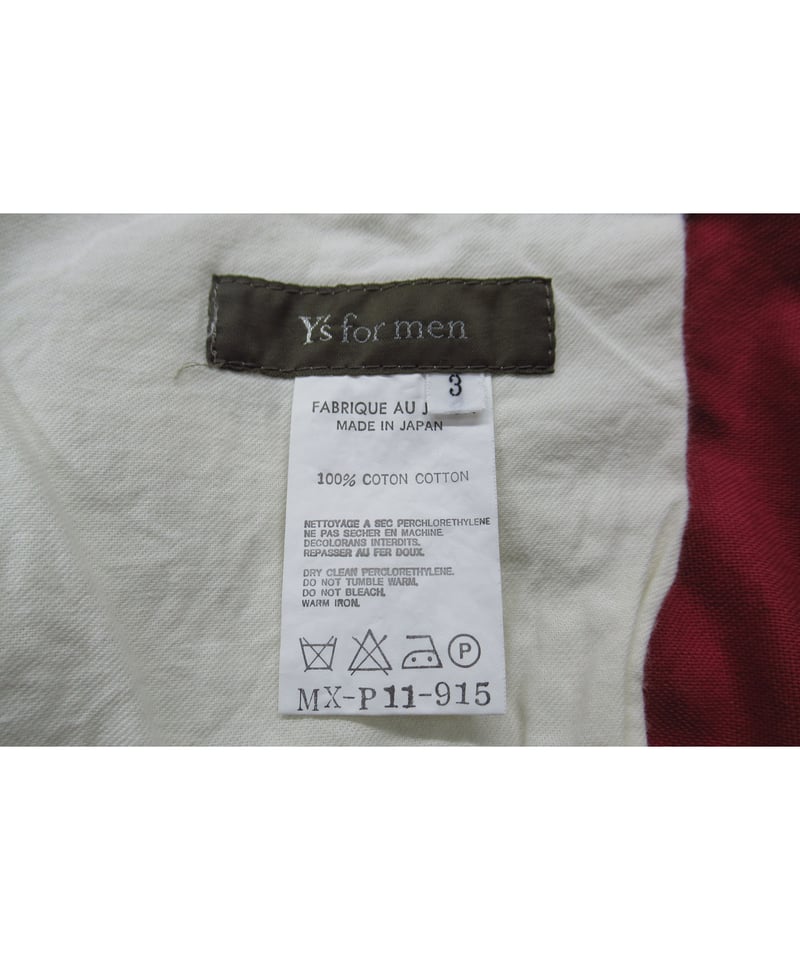 Y's for men
3
FABRIQUE AU J
MADE IN JAPAN
100% COTON COTTON
NETTOYAGE A SEC PERCHLORETHYLENE
NE PAS SECHER EN MACHINE
DECOLORANS INTERDITS.
REPASSER AU FER DOUX.
DRY CLEAN PERCLORETHYLENE.
DO NOT TUMBLE WARM,
DO NOT BLEACH,
WARM IRON,
P
MX-P11-915